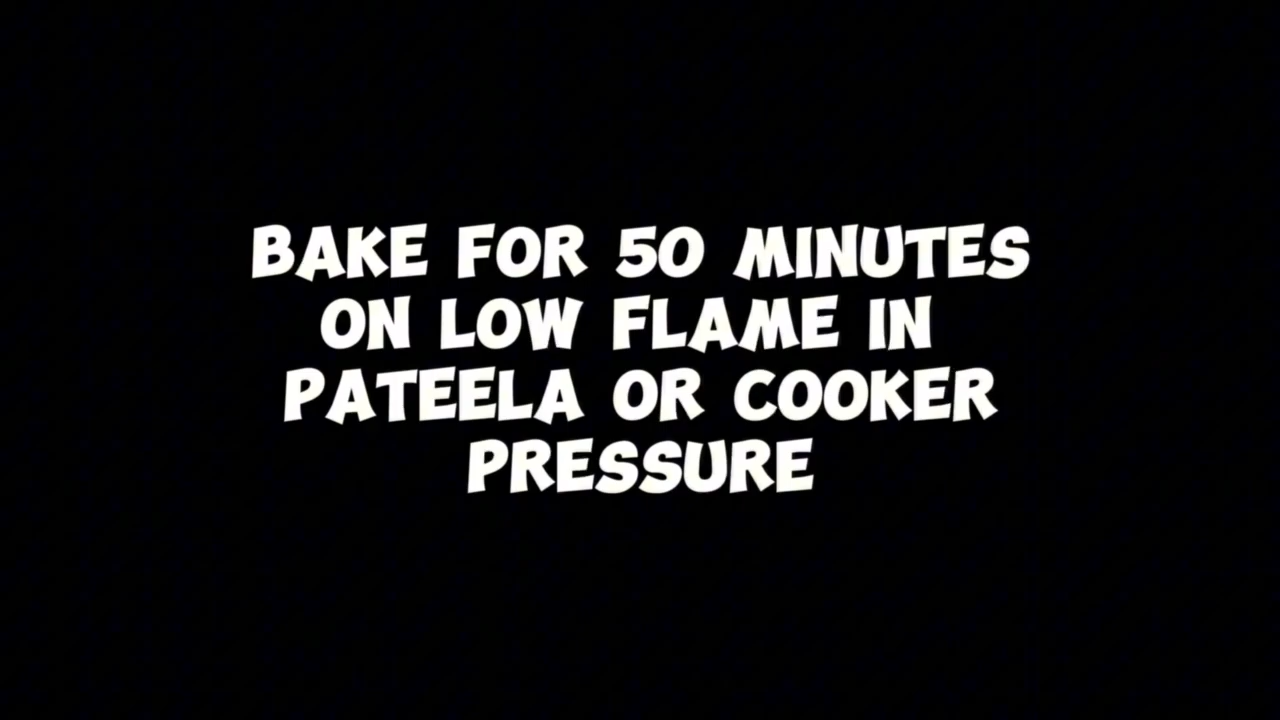 BAKE FOR 50 MINUTES
ON LOW FLAME IN
PATEELA OR COOKER
PRESSURE